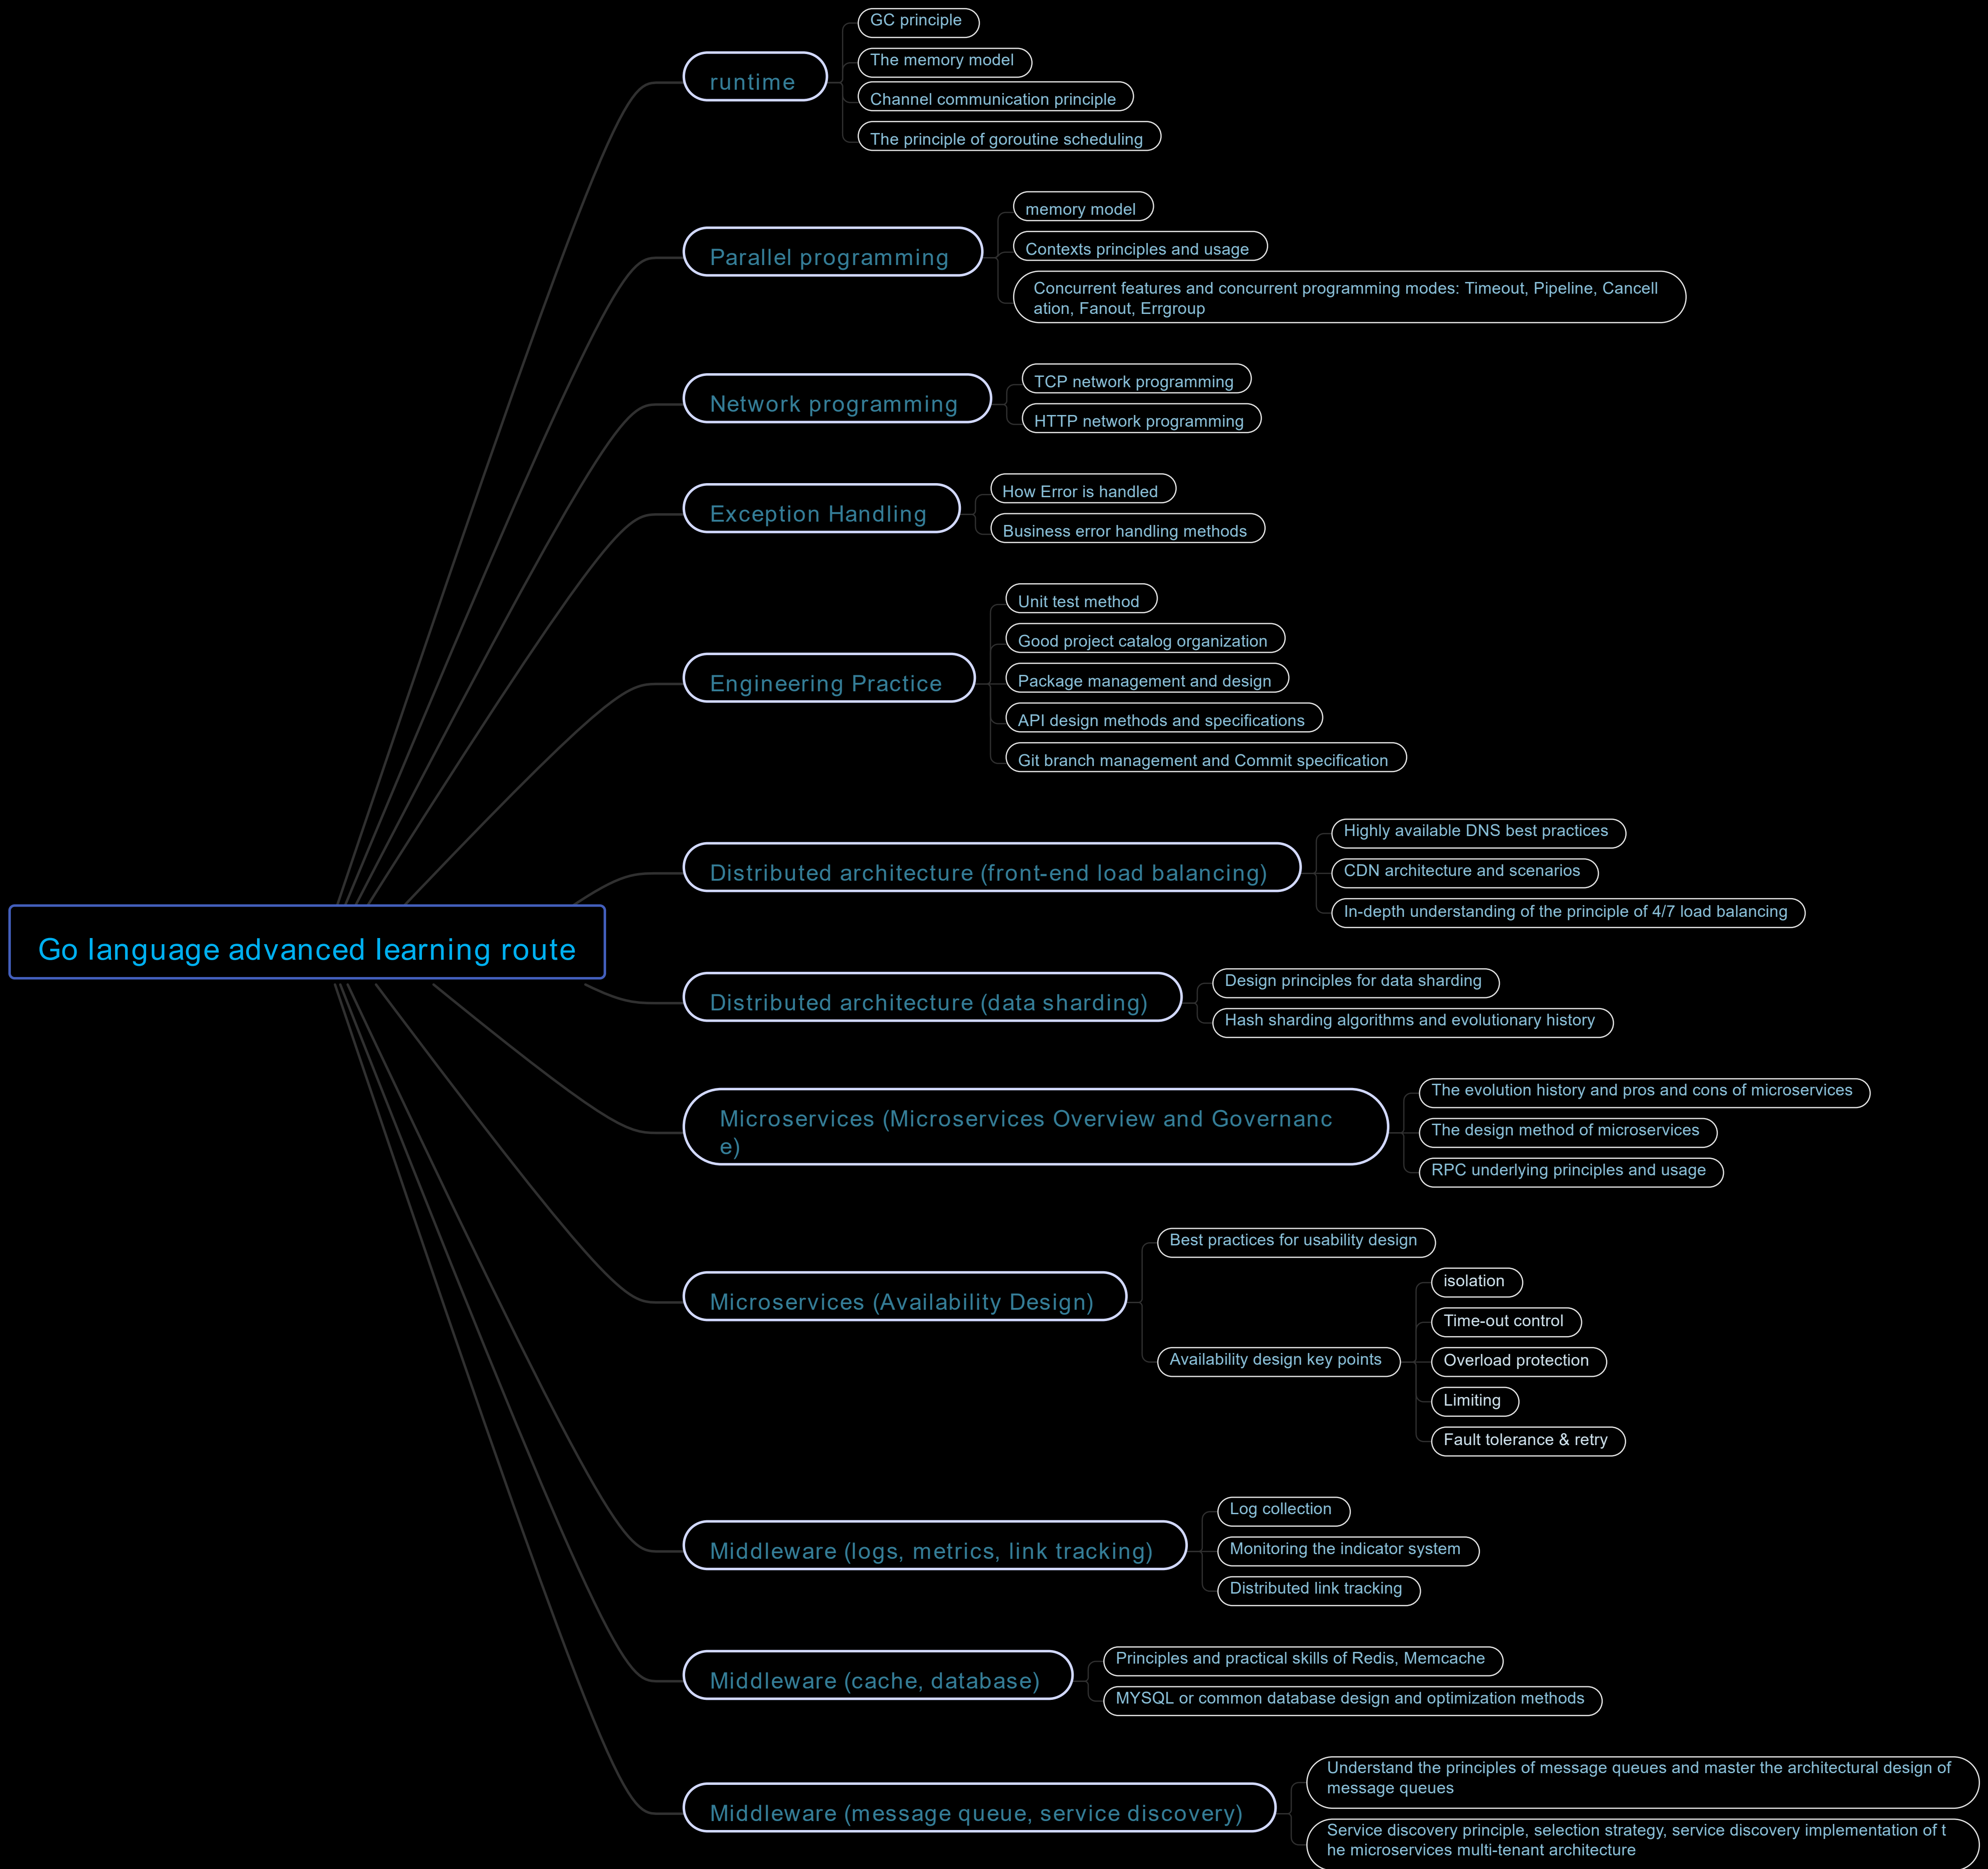 Go language advanced learning route
runtime
GC principle
The memory model
Channel communication principle
The principle of goroutine scheduling
Parallel programming
memory model
Contexts principles and usage
Concurrent features and concurrent programming modes: Timeout, Pipeline, Cancell
ation, Fanout, Errgroup
Network programming
TCP network programming
HTTP network programming
Exception Handling
How Error is handled
Business error handling methods
Engineering Practice
Unit test method
Good project catalog organization
Package management and design
API design methods and specifications
Git branch management and Commit specification
Distributed architecture (front-end load balancing)
Highly available DNS best practices
CDN architecture and scenarios
In-depth understanding of the principle of 4/7 load balancing
Distributed architecture (data sharding)
Design principles for data sharding
Hash sharding algorithms and evolutionary history
Microservices (Microservices Overview and Governanc
e)
The evolution history and pros and cons of microservices
The design method of microservices
RPC underlying principles and usage
Microservices (Availability Design)
Best practices for usability design
Availability design key points
isolation
Time-out control
Overload protection
Limiting
Fault tolerance & retry
Middleware (logs, metrics, link tracking)
Log collection
Monitoring the indicator system
Distributed link tracking
Middleware (cache, database)
Principles and practical skills of Redis, Memcache
MYSQL or common database design and optimization methods
Middleware (message queue, service discovery)
Understand the principles of message queues and master the architectural design of
message queues
Service discovery principle, selection strategy, service discovery implementation of t
he microservices multi-tenant architecture